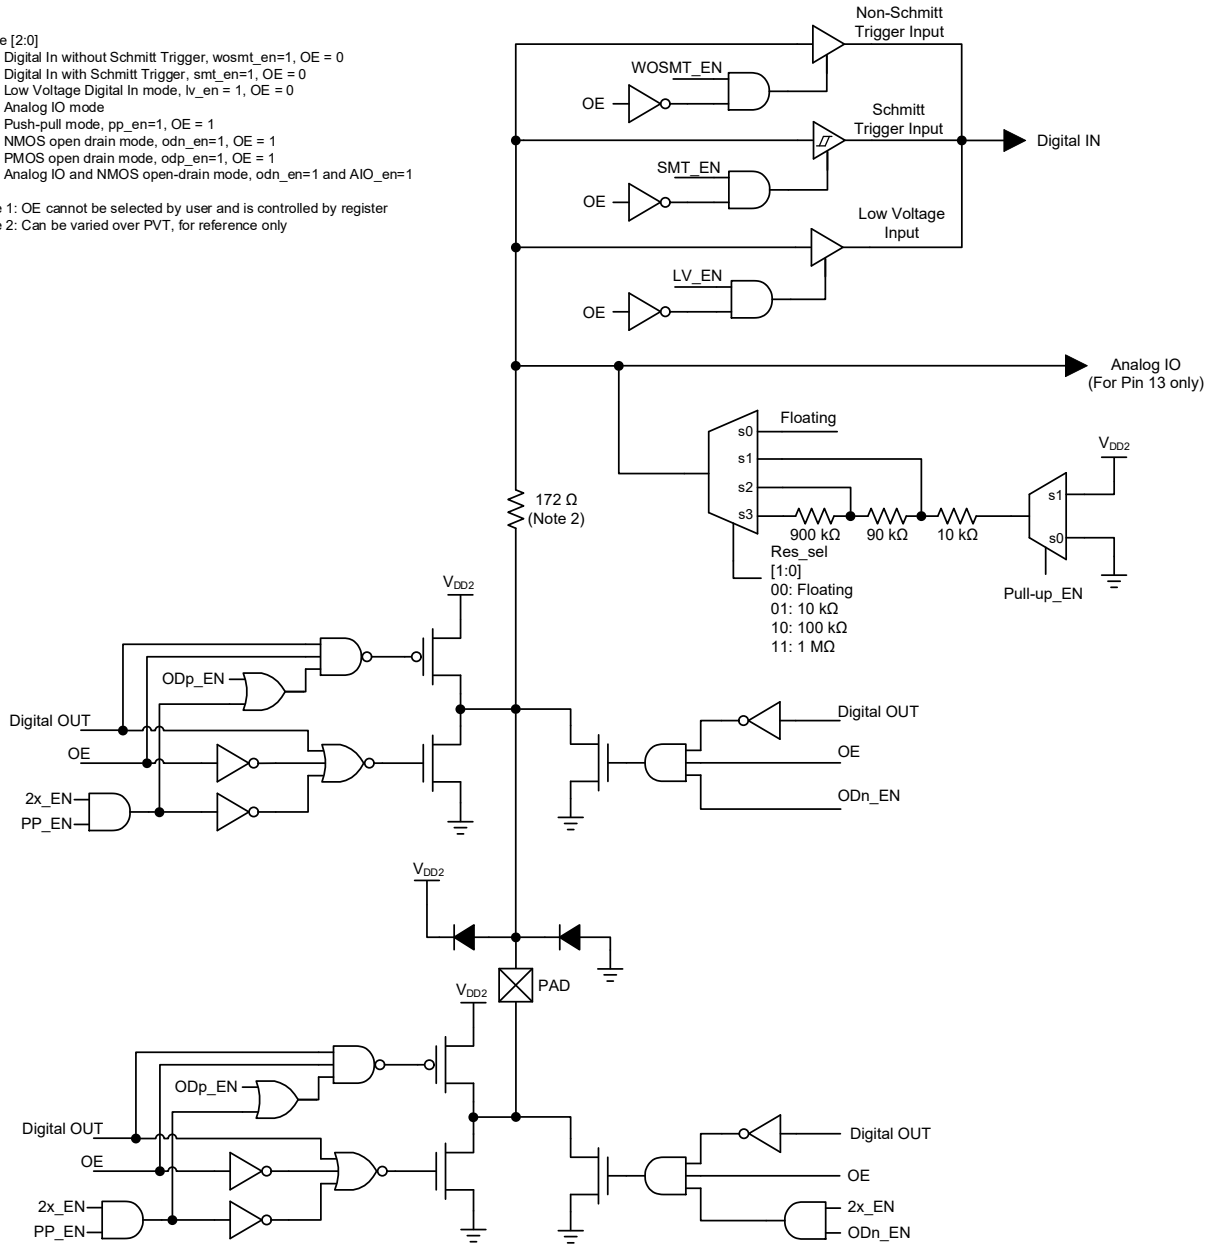 e [2:0]
Digital In without Schmitt Trigger, wosmt_en=1, OE = 0
Digital In with Schmitt Trigger, smt_en=1, OE = 0
Low Voltage Digital In mode, lv_en = 1, OE = 0
Analog IO mode
Push-pull mode, pp_en=1, OE = 1
NMOS open drain mode, odn_en=1, OE = 1
PMOS open drain mode, odp_en=1, OE = 1
Analog IO and NMOS open-drain mode, odn_en=1 and AIO_en=1
e 1: OE cannot be selected by user and is controlled by register
e 2: Can be varied over PVT, for reference only
Non-Schmitt
Trigger Input
WOSMT_EN
OE
Schmitt
Trigger Input
Digital IN
SMT_EN
OE
Low Voltage
Input
LV_EN
OE
Analog IO
(For Pin 13 only)
s0
Floating
s1
s2
s3
900 kΩ
90 kΩ
10 kΩ
VDD2
s1
s0
Pull-up_EN
Res_sel
[1:0]
00: Floating
01: 10 kΩ
10: 100 kΩ
11: 1 MΩ
172 Ω
(Note 2)
VDD2
ODp_EN
Digital OUT
OE
2x_EN
PP_EN
Digital OUT
OE
ODn_EN
VDD2
PAD
VDD2
ODp_EN
Digital OUT
OE
2x_EN
PP_EN
Digital OUT
OE
2x_EN
ODn_EN